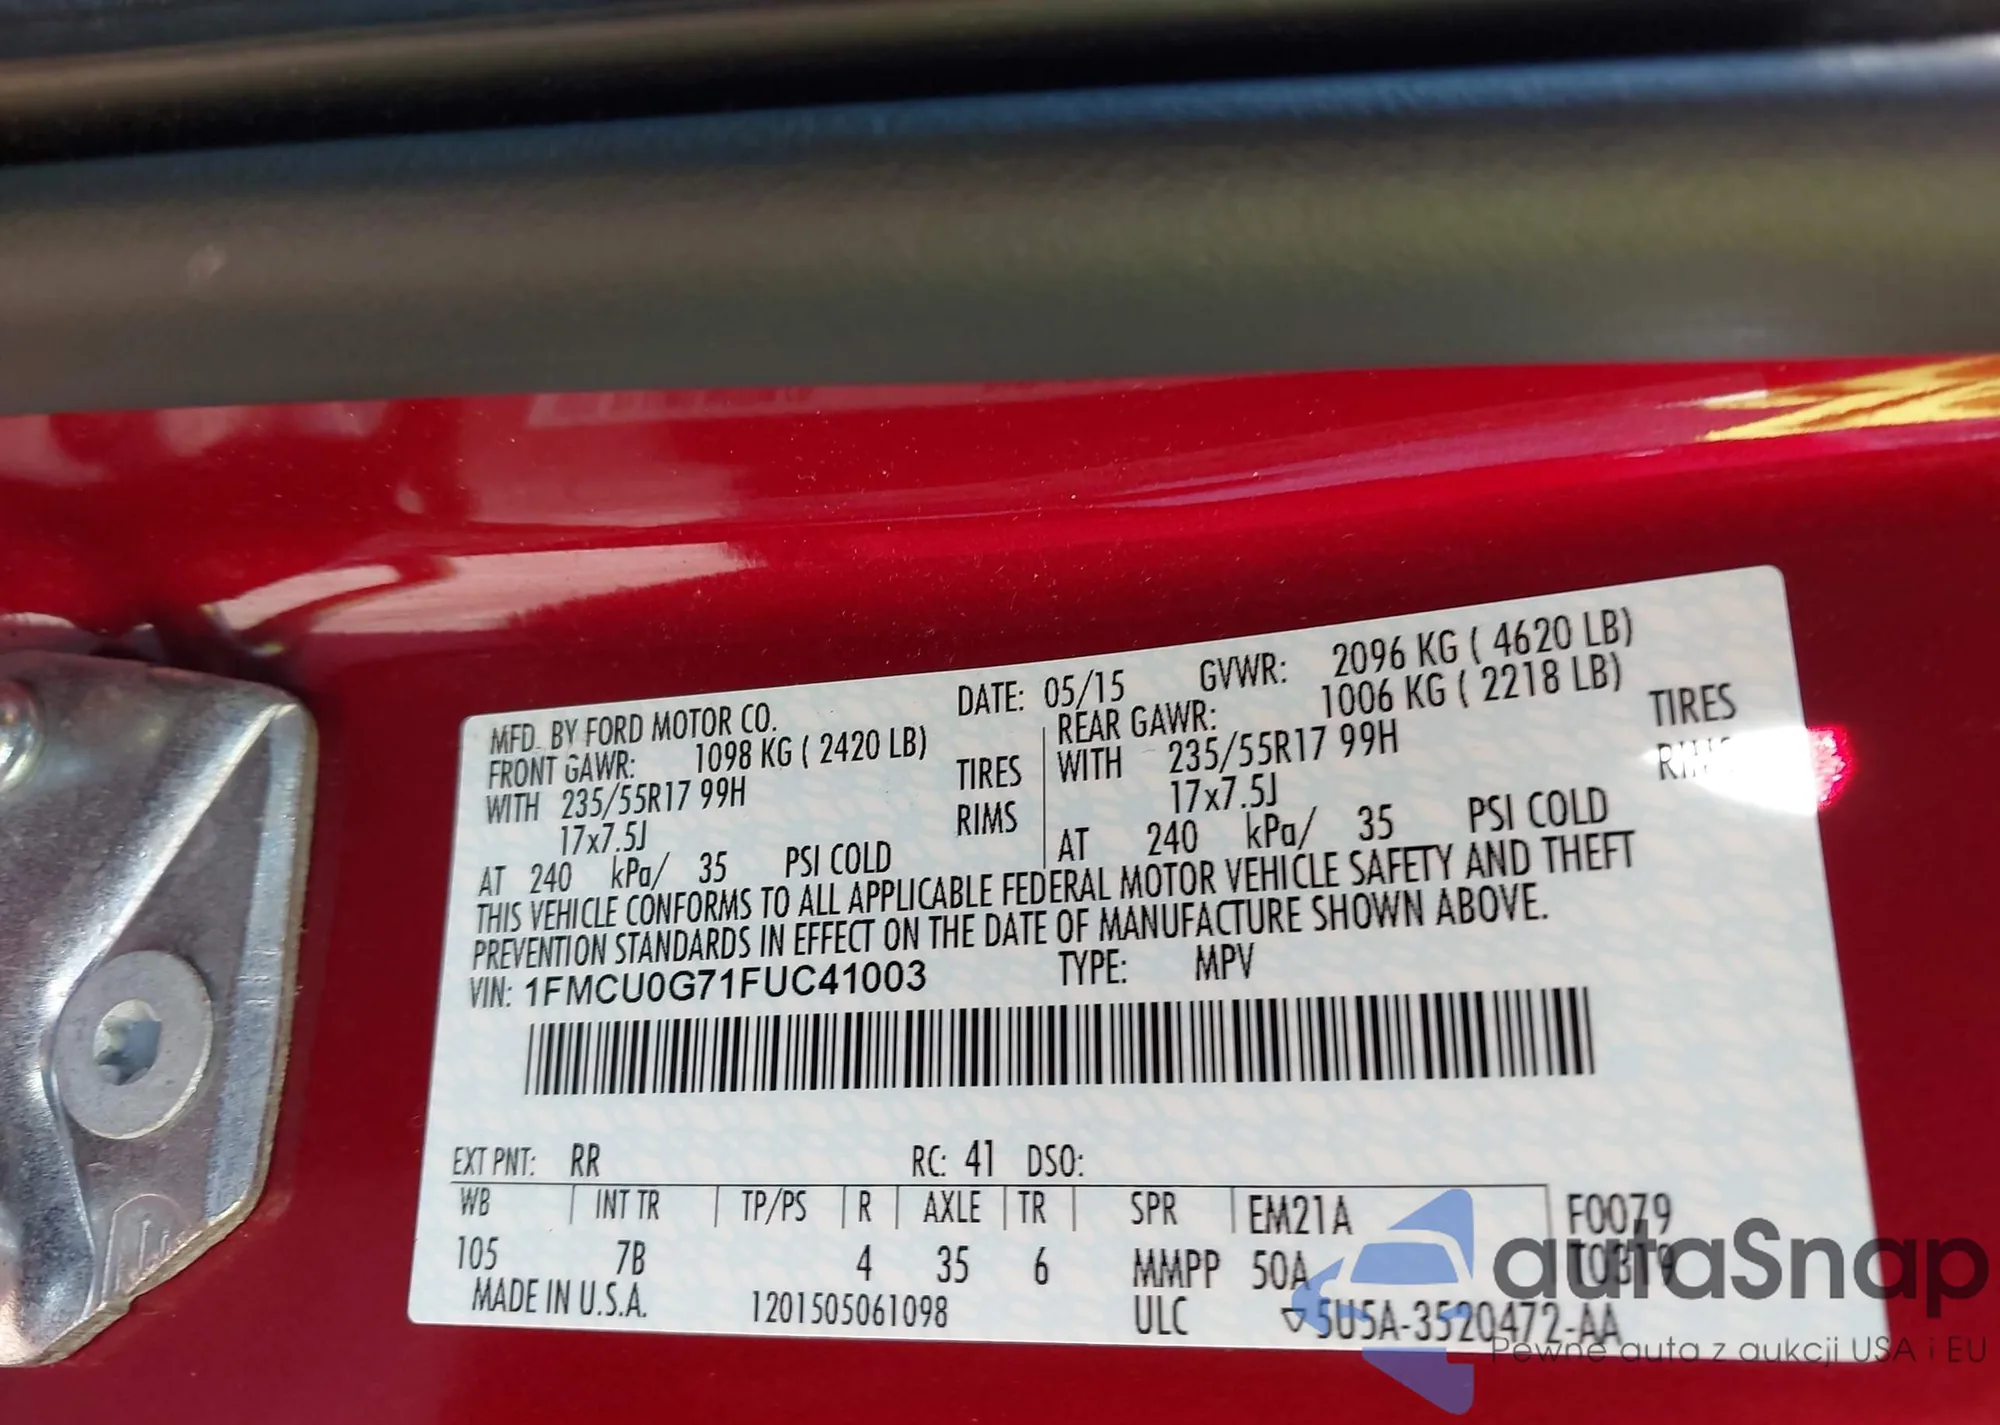 MFD. BY FORD MOTOR CO.
DATE: 05/15 GVWR: 2096 KG ( 4620 LB)
FRONT GAWR: 1098 KG ( 2420 LB)
WITH 235/55R17 99H TIRES
17x7.5J RIMS
AT 240 kPa/ 35 PSI COLD
REAR GAWR: 1006 KG ( 2218 LB)
WITH 235/55R17 99H TIRES
17x7.5J
AT 240 kPa/ 35 PSI COLD
THIS VEHICLE CONFORMS TO ALL APPLICABLE FEDERAL MOTOR VEHICLE SAFETY AND THEFT
PREVENTION STANDARDS IN EFFECT ON THE DATE OF MANUFACTURE SHOWN ABOVE.
VIN: 1FMCU0G71FUC41003 TYPE: MPV
EXT PNT: RR RC: 41 DSO:
WB INT TR TP/PS R AXLE TR SPR EM21A F0079
105 7B 4 35 6 MMPP 50A
MADE IN U.S.A. 1201505061098 ULC 5U5A-3520472-AA
autaSnap
Pewne auta z aukcji USA i EU